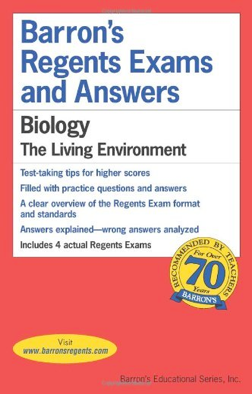 Barron's
Regents Exams
and Answers
Biology
The Living Environment
Test-taking tips for higher scores
Filled with practice questions and answers
A clear overview of the Regents Exam format
and standards
Answers explained—wrong answers analyzed
Includes 4 actual Regents Exams
RECOMMENDED BY TEACHERS
For Over
70
Years
BARRON'S
Visit
www.barronsregents.com
Barron's Educational Series, Inc.